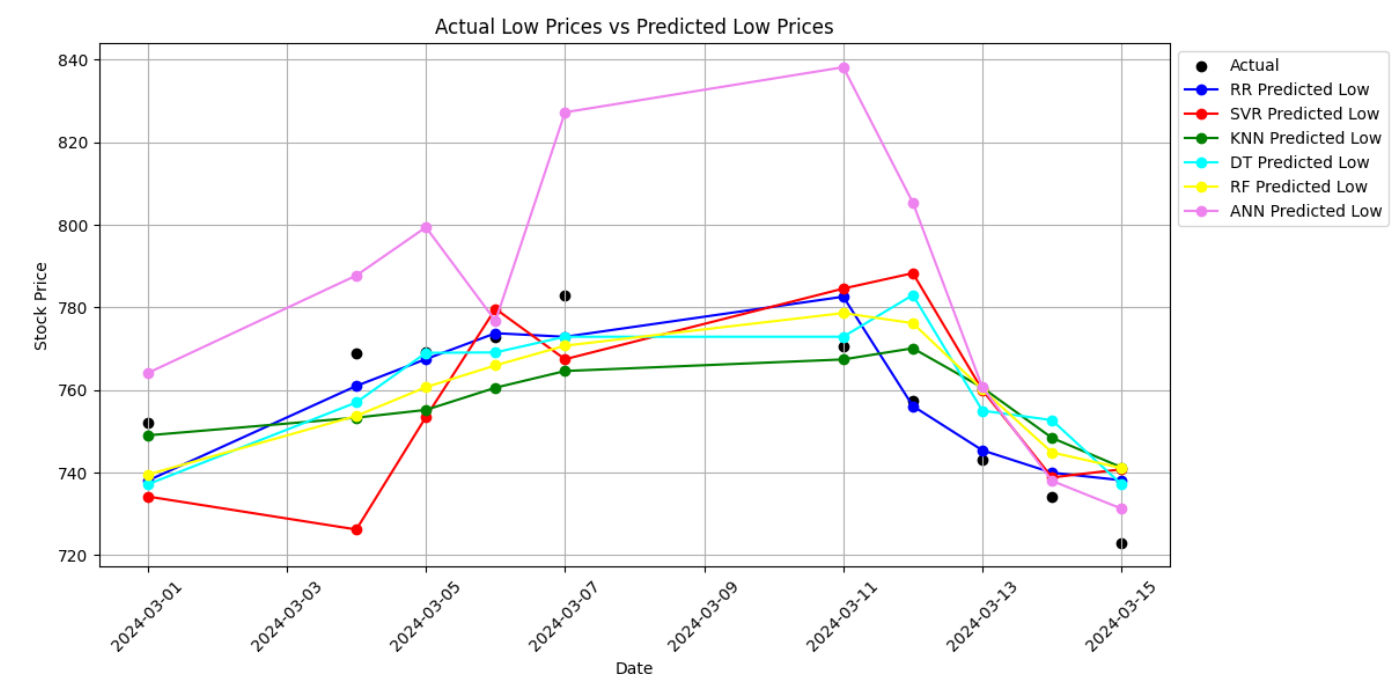 Actual Low Prices vs Predicted Low Prices
840
820
800
780
760
740
720
Stock Price
2024-03-01
2024-03-03
2024-03-05
2024-03-07
2024-03-09
2024-03-11
2024-03-13
2024-03-15
Date
Actual
RR Predicted Low
SVR Predicted Low
KNN Predicted Low
DT Predicted Low
RF Predicted Low
ANN Predicted Low